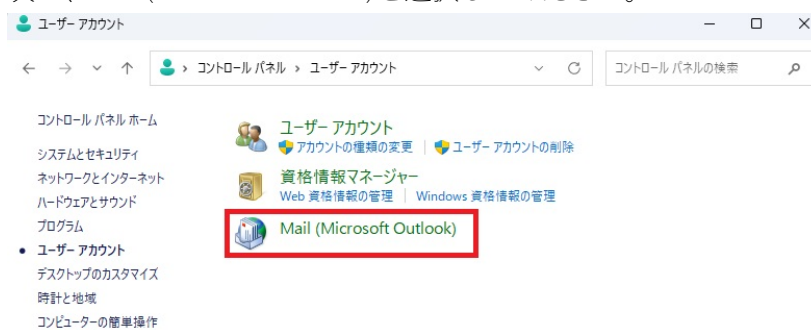 ユーザー アカウント
コントロール パネル › ユーザー アカウント
コントロール パネルの検索
コントロール パネル ホーム
システムとセキュリティ
ネットワークとインターネット
ハードウェアとサウンド
プログラム
ユーザー アカウント
デスクトップのカスタマイズ
時計と地域
コンピューターの簡単操作
ユーザー アカウント
アカウントの種類の変更 | ユーザー アカウントの削除
資格情報マネージャー
Web 資格情報の管理 | Windows 資格情報の管理
Mail (Microsoft Outlook)